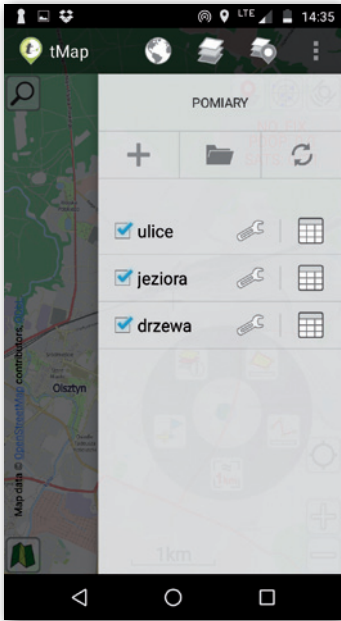 LTE 14:35
tMap
POMIARY
ulice
jeziora
drzewa
Olsztyn
Map data © OpenStreetMap contributors,
1km